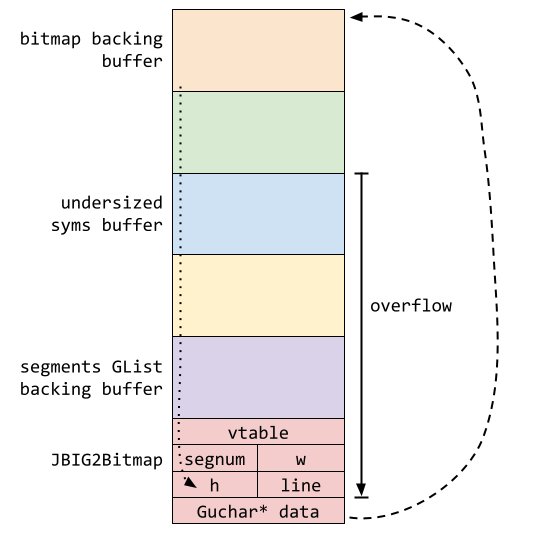 bitmap backing
buffer
undersized
syms buffer
overflow
segments GList
backing buffer
vtable
JBIG2Bitmap
segnum
w
h
line
Guchar* data